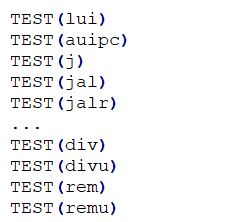 TEST(lui)
TEST(auipc)
TEST(j)
TEST(jal)
TEST(jalr)
...
TEST(div)
TEST(divu)
TEST(rem)
TEST(remu)